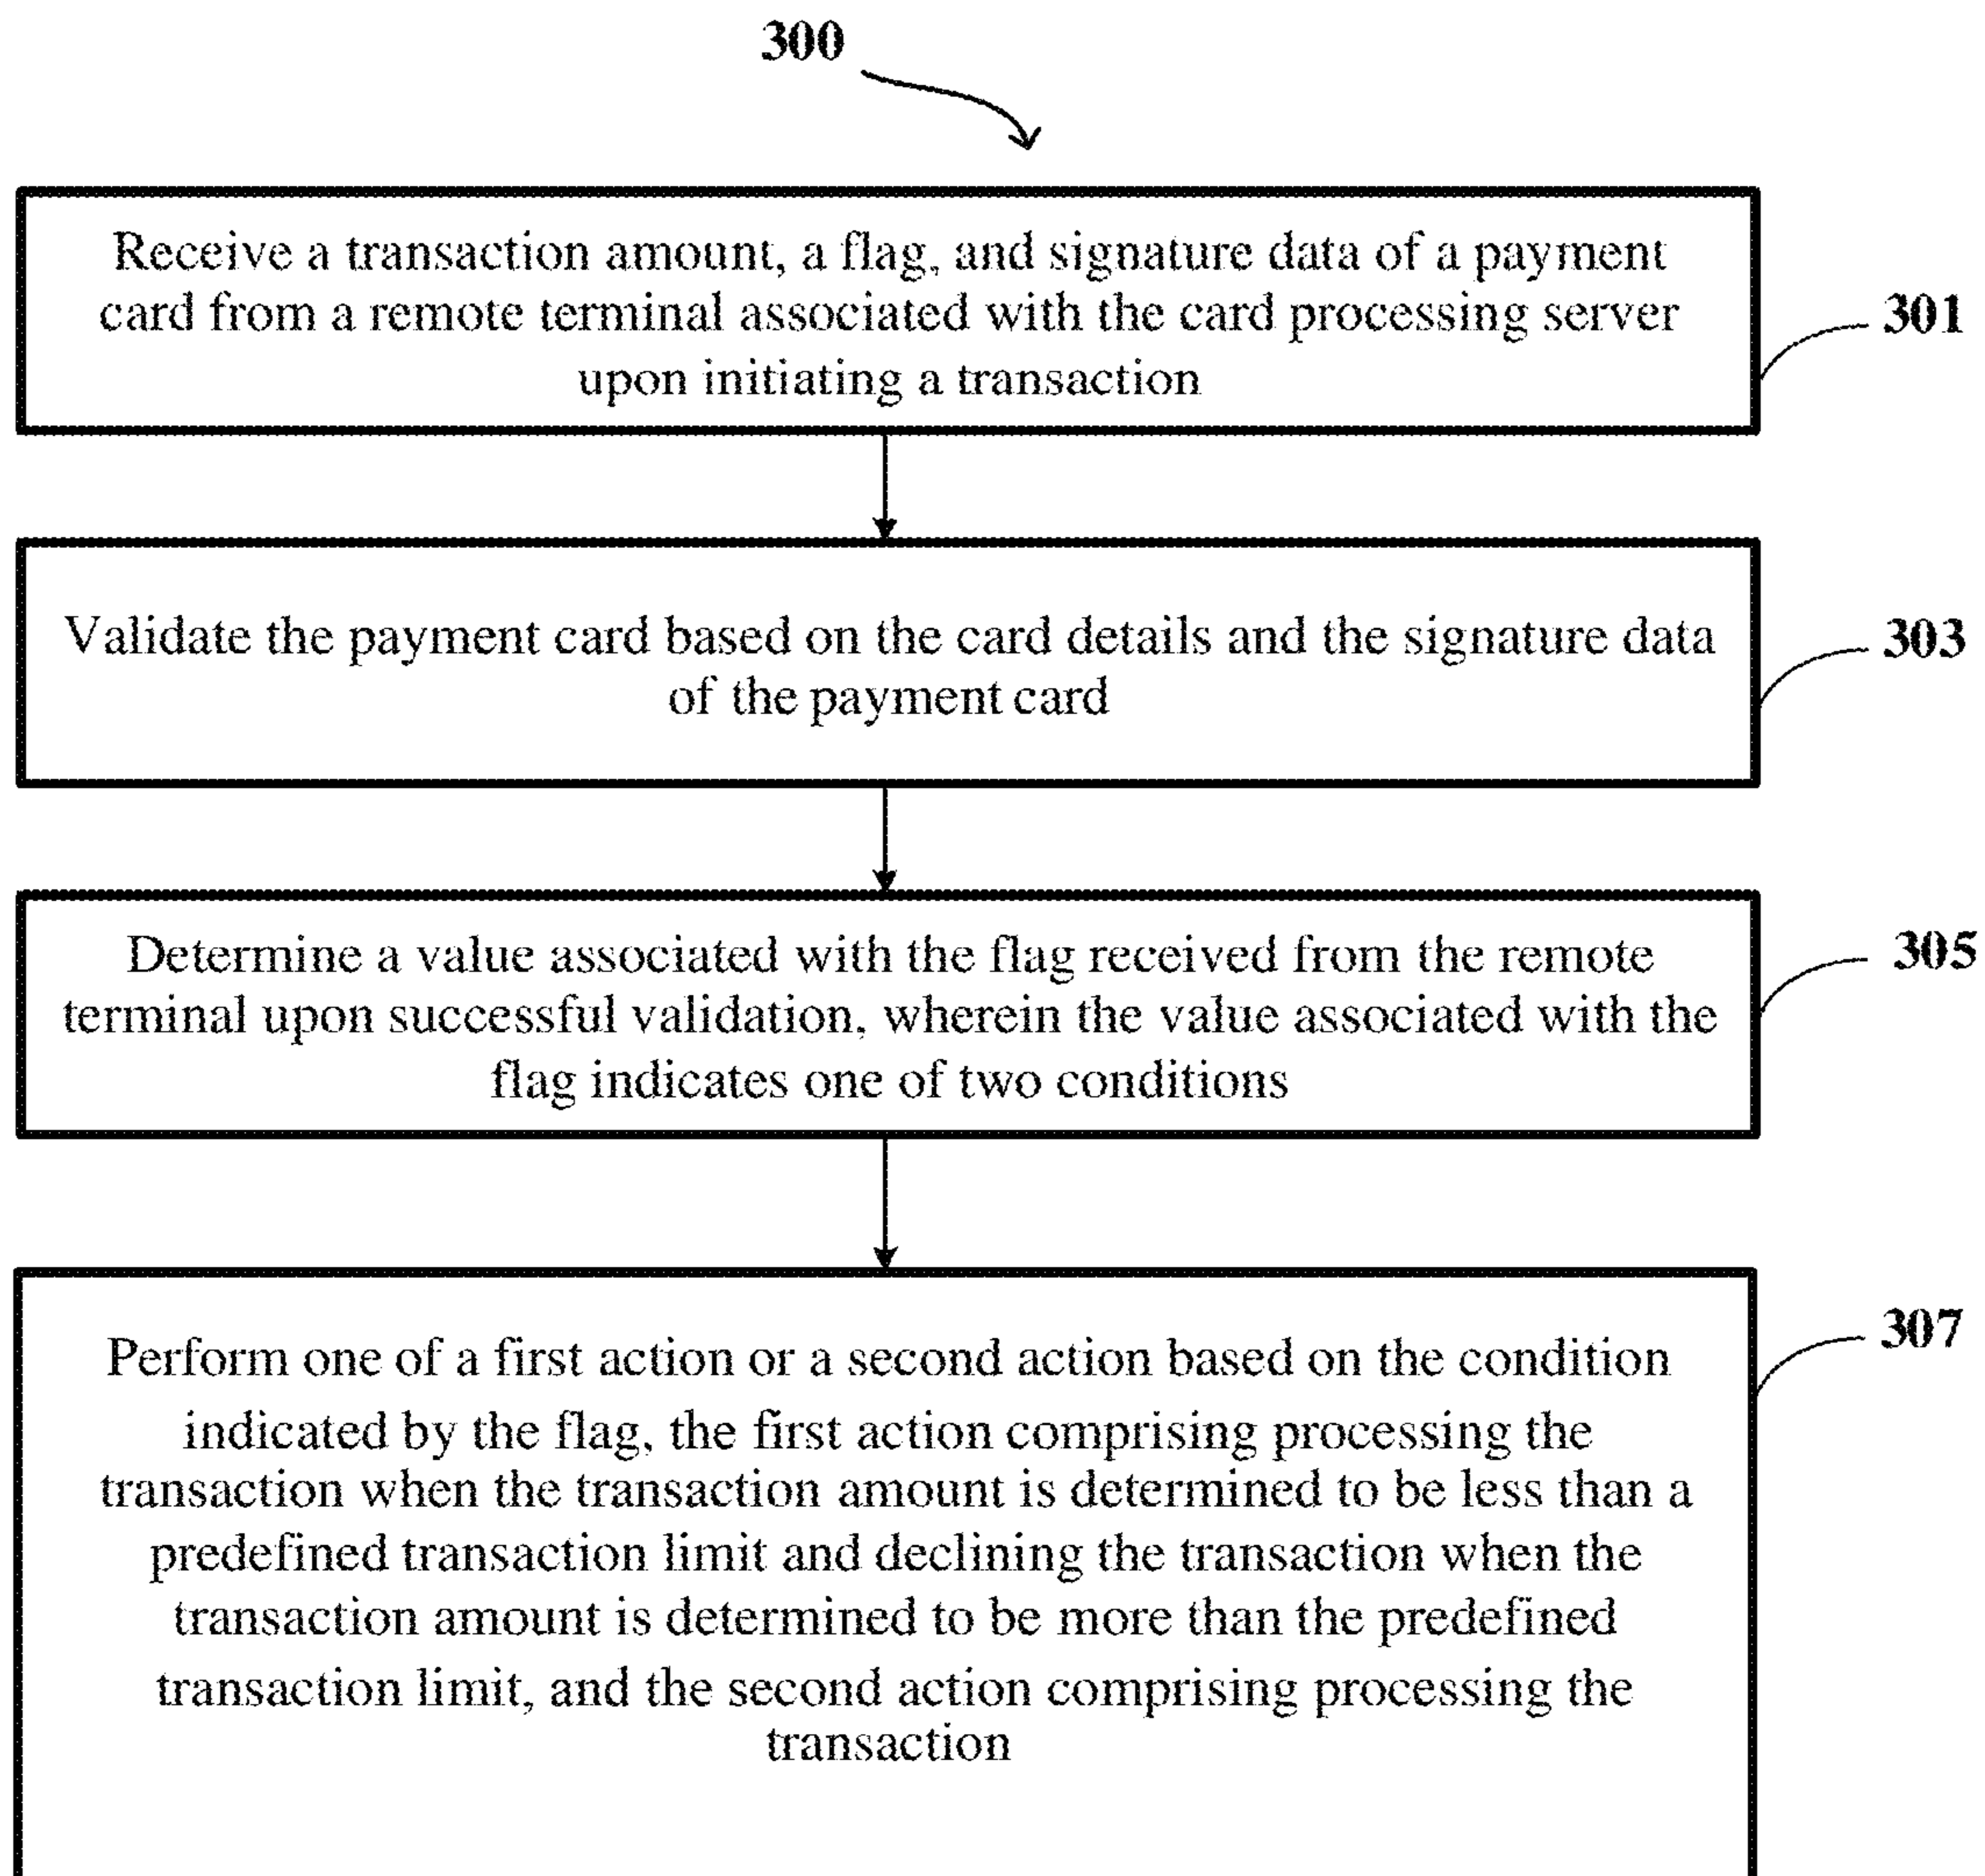 300
Receive a transaction amount, a flag, and signature data of a payment
card from a remote terminal associated with the card processing server
upon initiating a transaction
301
Validate the payment card based on the card details and the signature data
of the payment card
303
Determine a value associated with the flag received from the remote
terminal upon successful validation, wherein the value associated with the
flag indicates one of two conditions
305
Perform one of a first action or a second action based on the condition
indicated by the flag, the first action comprising processing the
transaction when the transaction amount is determined to be less than a
predefined transaction limit and declining the transaction when the
transaction amount is determined to be more than the predefined
transaction limit, and the second action comprising processing the
transaction
307